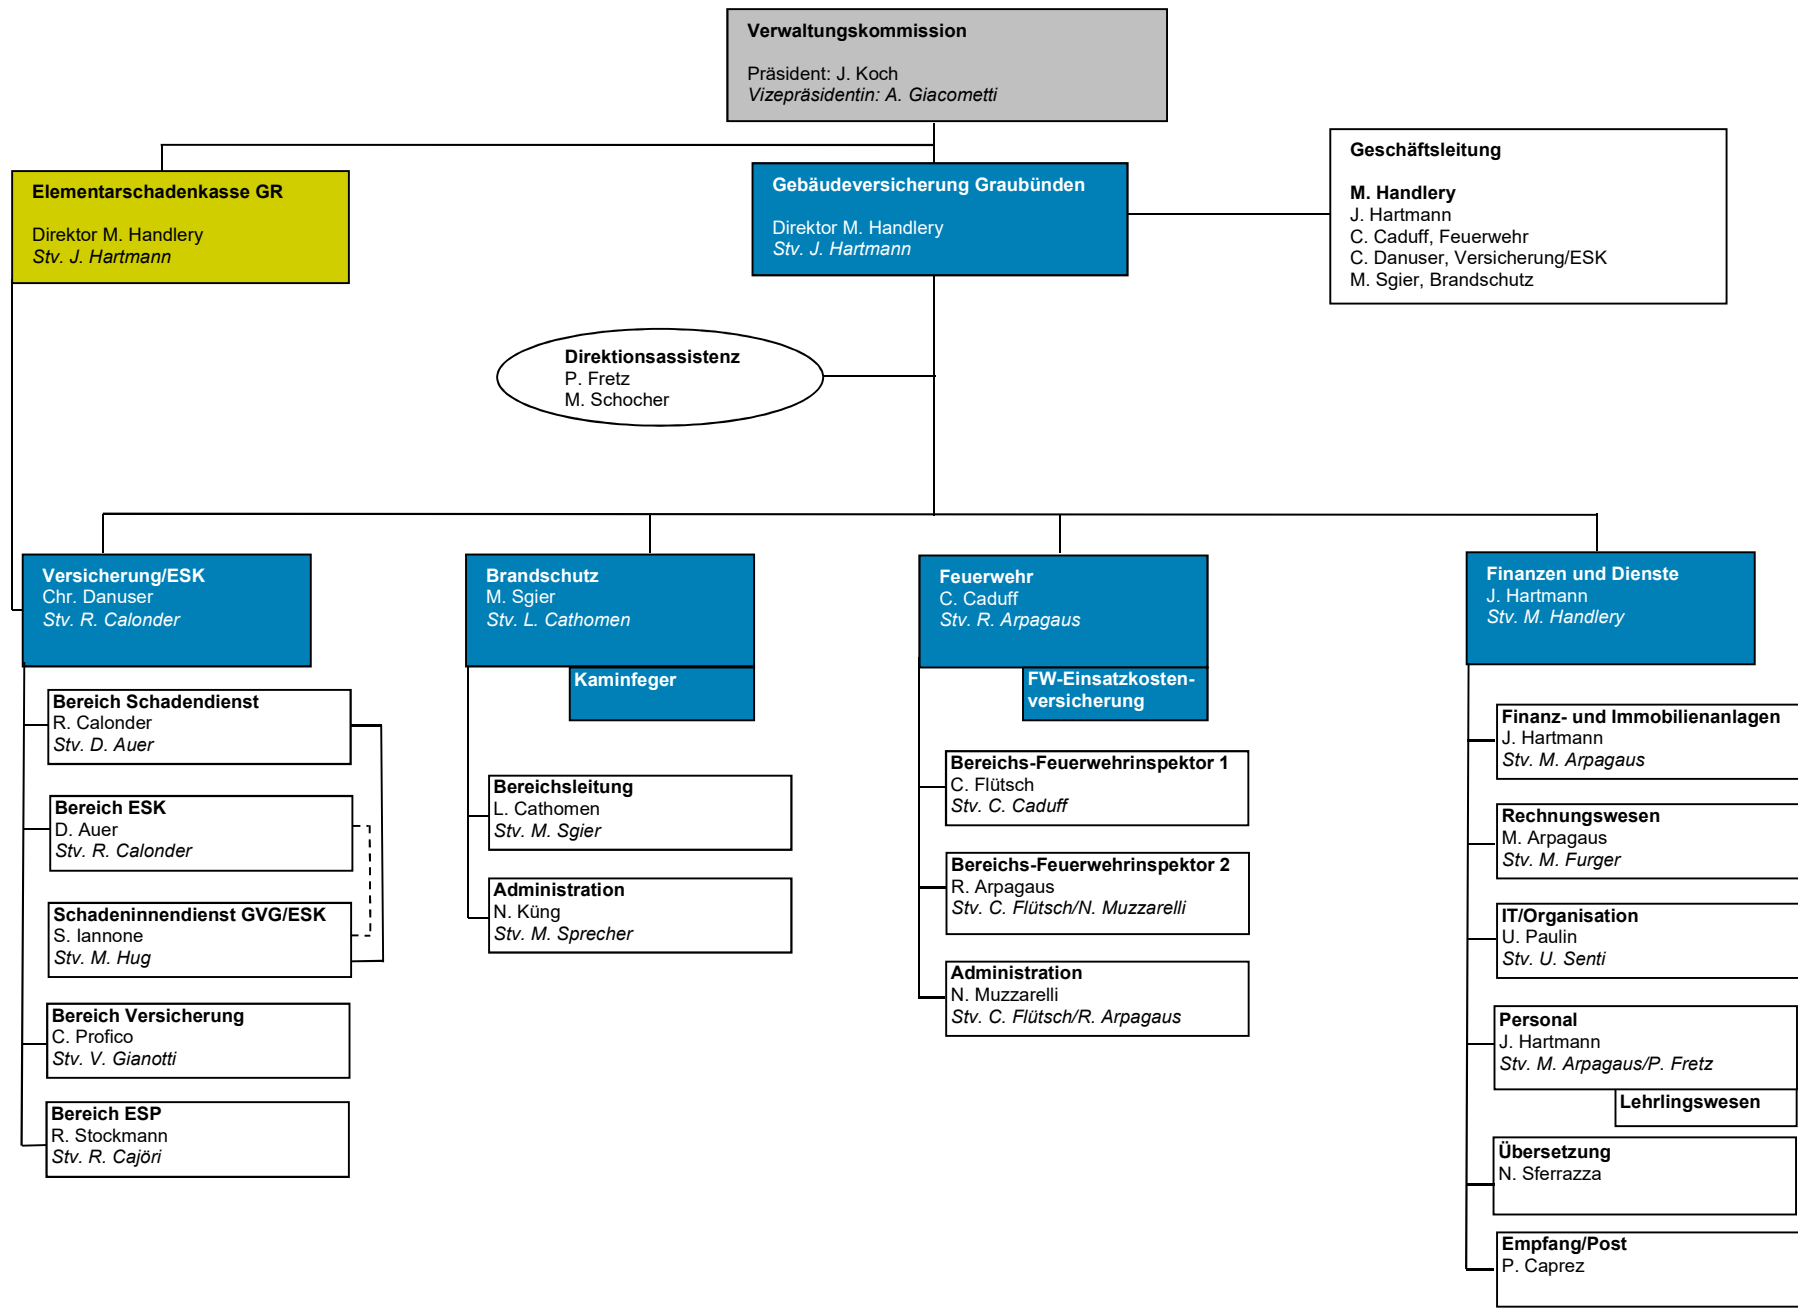 Verwaltungskommission
Präsident: J. Koch
Vizepräsidentin: A. Giacometti
Elementarschadenkasse GR
Direktor M. Handlery
Stv. J. Hartmann
Gebäudeversicherung Graubünden
Direktor M. Handlery
Stv. J. Hartmann
Geschäftsleitung
M. Handlery
J. Hartmann
C. Caduff, Feuerwehr
C. Danuser, Versicherung/ESK
M. Sgier, Brandschutz
Direktionsassistenz
P. Fretz
M. Schocher
Versicherung/ESK
Chr. Danuser
Stv. R. Calonder
Bereich Schadendienst
R. Calonder
Stv. D. Auer
Bereich ESK
D. Auer
Stv. R. Calonder
Schadeninnendienst GVG/ESK
S. Iannone
Stv. M. Hug
Bereich Versicherung
C. Profico
Stv. V. Gianotti
Bereich ESP
R. Stockmann
Stv. R. Cajöri
Brandschutz
M. Sgier
Stv. L. Cathomen
Kaminfeger
Bereichsleitung
L. Cathomen
Stv. M. Sgier
Administration
N. Küng
Stv. M. Sprecher
Feuerwehr
C. Caduff
Stv. R. Arpagaus
FW-Einsatzkosten-
versicherung
Bereichs-Feuerwehrinspektor 1
C. Flütsch
Stv. C. Caduff
Bereichs-Feuerwehrinspektor 2
R. Arpagaus
Stv. C. Flütsch/N. Muzzarelli
Administration
N. Muzzarelli
Stv. C. Flütsch/R. Arpagaus
Finanzen und Dienste
J. Hartmann
Stv. M. Handlery
Finanz- und Immobilienanlagen
J. Hartmann
Stv. M. Arpagaus
Rechnungswesen
M. Arpagaus
Stv. M. Furger
IT/Organisation
U. Paulin
Stv. U. Senti
Personal
J. Hartmann
Stv. M. Arpagaus/P. Fretz
Lehrlingswesen
Übersetzung
N. Sferrazza
Empfang/Post
P. Caprez